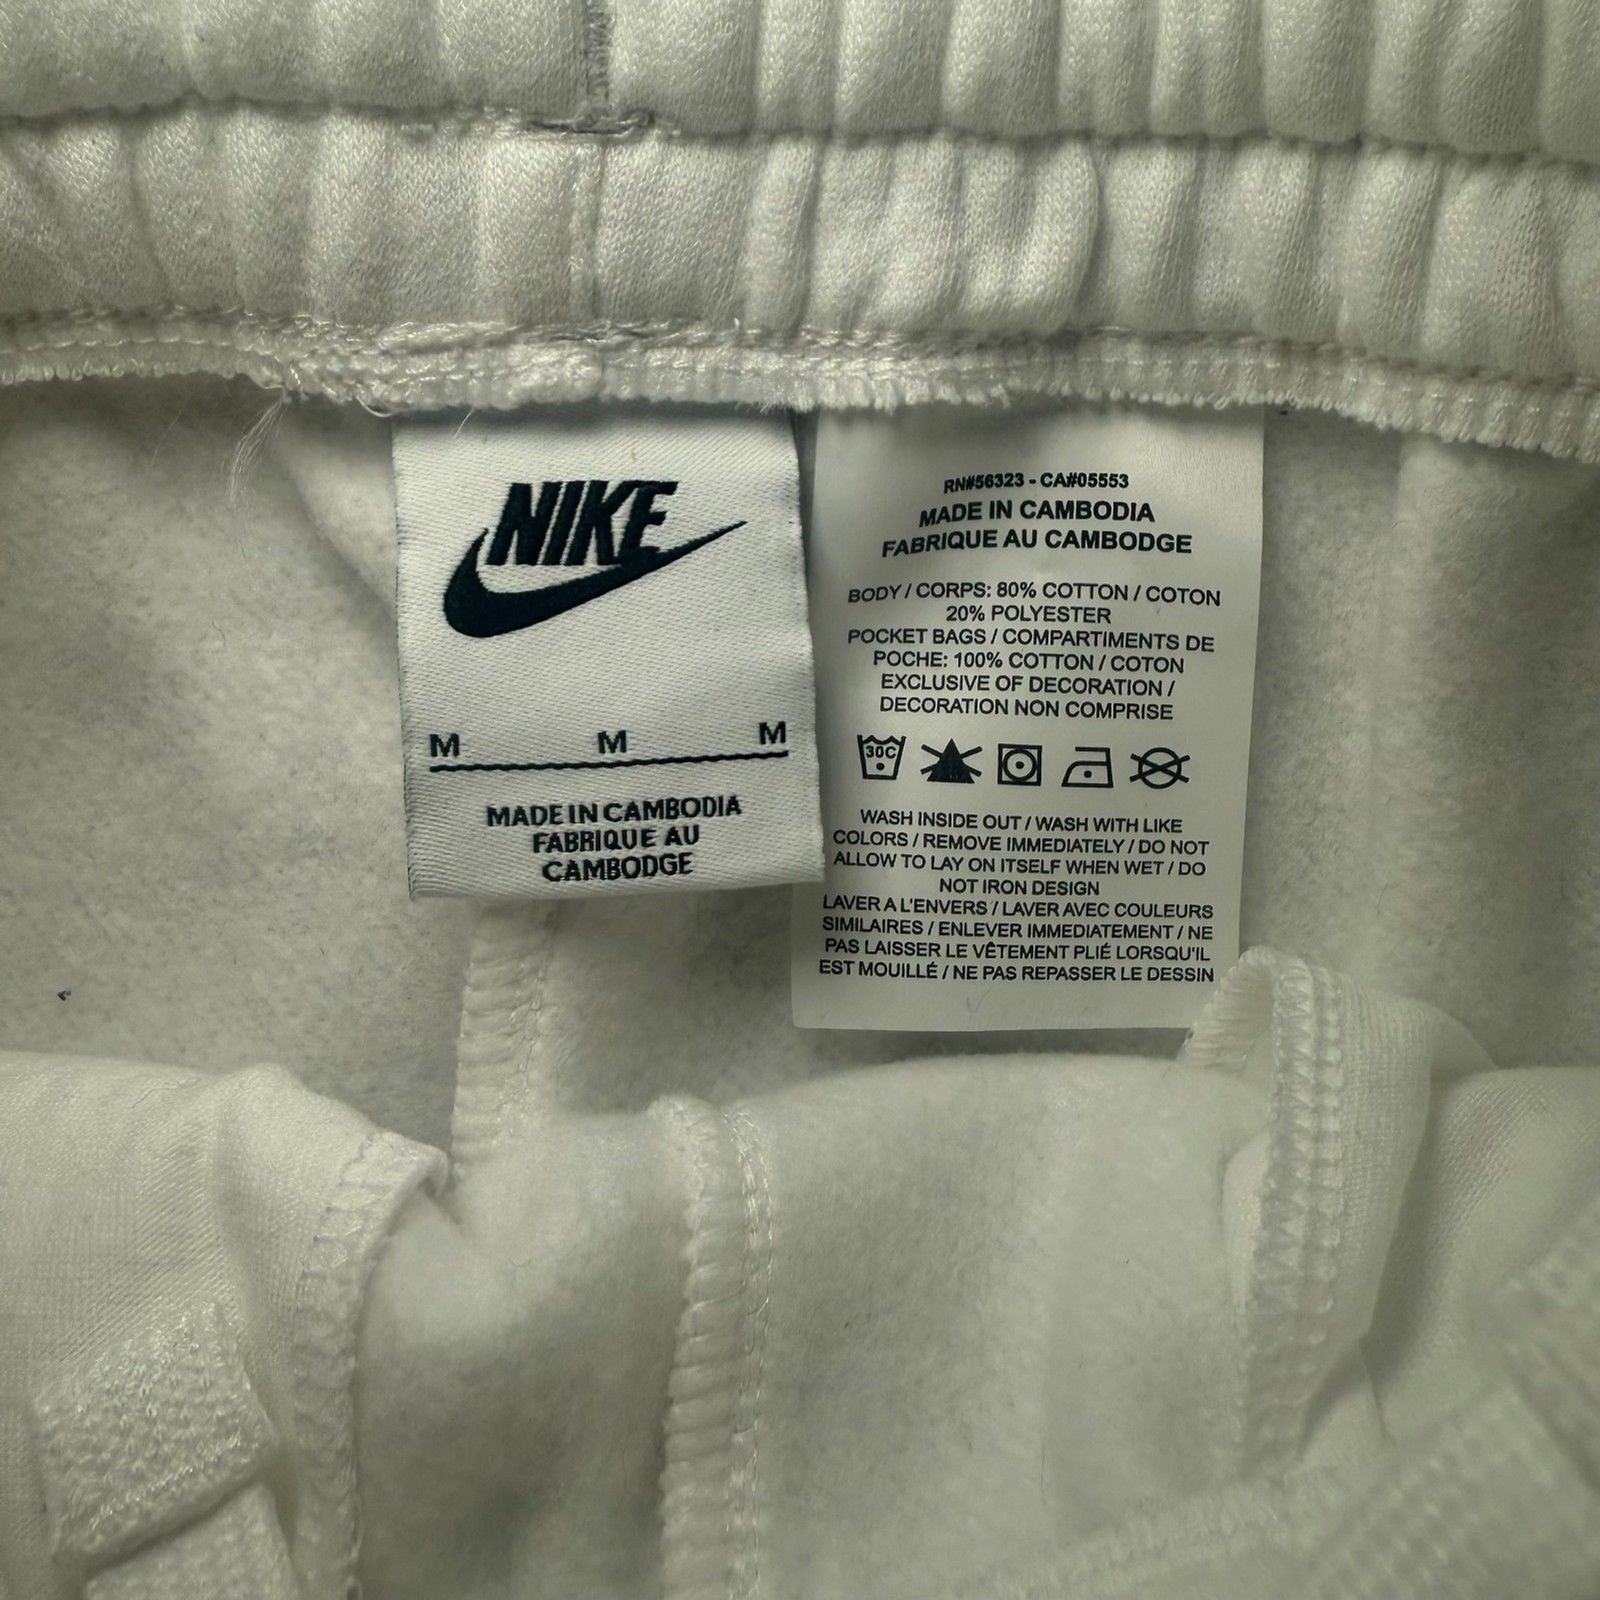 NIKE
M M M
MADE IN CAMBODIA
FABRIQUE AU
CAMBODGE
RN#56323 - CA#05553
MADE IN CAMBODIA
FABRIQUE AU CAMBODGE
BODY / CORPS: 80% COTTON / COTON
20% POLYESTER
POCKET BAGS / COMPARTIMENTS DE
POCHE: 100% COTTON / COTON
EXCLUSIVE OF DECORATION /
DECORATION NON COMPRISE
30C
WASH INSIDE OUT / WASH WITH LIKE
COLORS / REMOVE IMMEDIATELY / DO NOT
ALLOW TO LAY ON ITSELF WHEN WET / DO
NOT IRON DESIGN
LAVER A L'ENVERS / LAVER AVEC COULEURS
SIMILAIRES / ENLEVER IMMEDIATEMENT / NE
PAS LAISSER LE VÊTEMENT PLIÉ LORSQU'IL
EST MOUILLÉ / NE PAS REPASSER LE DESSIN